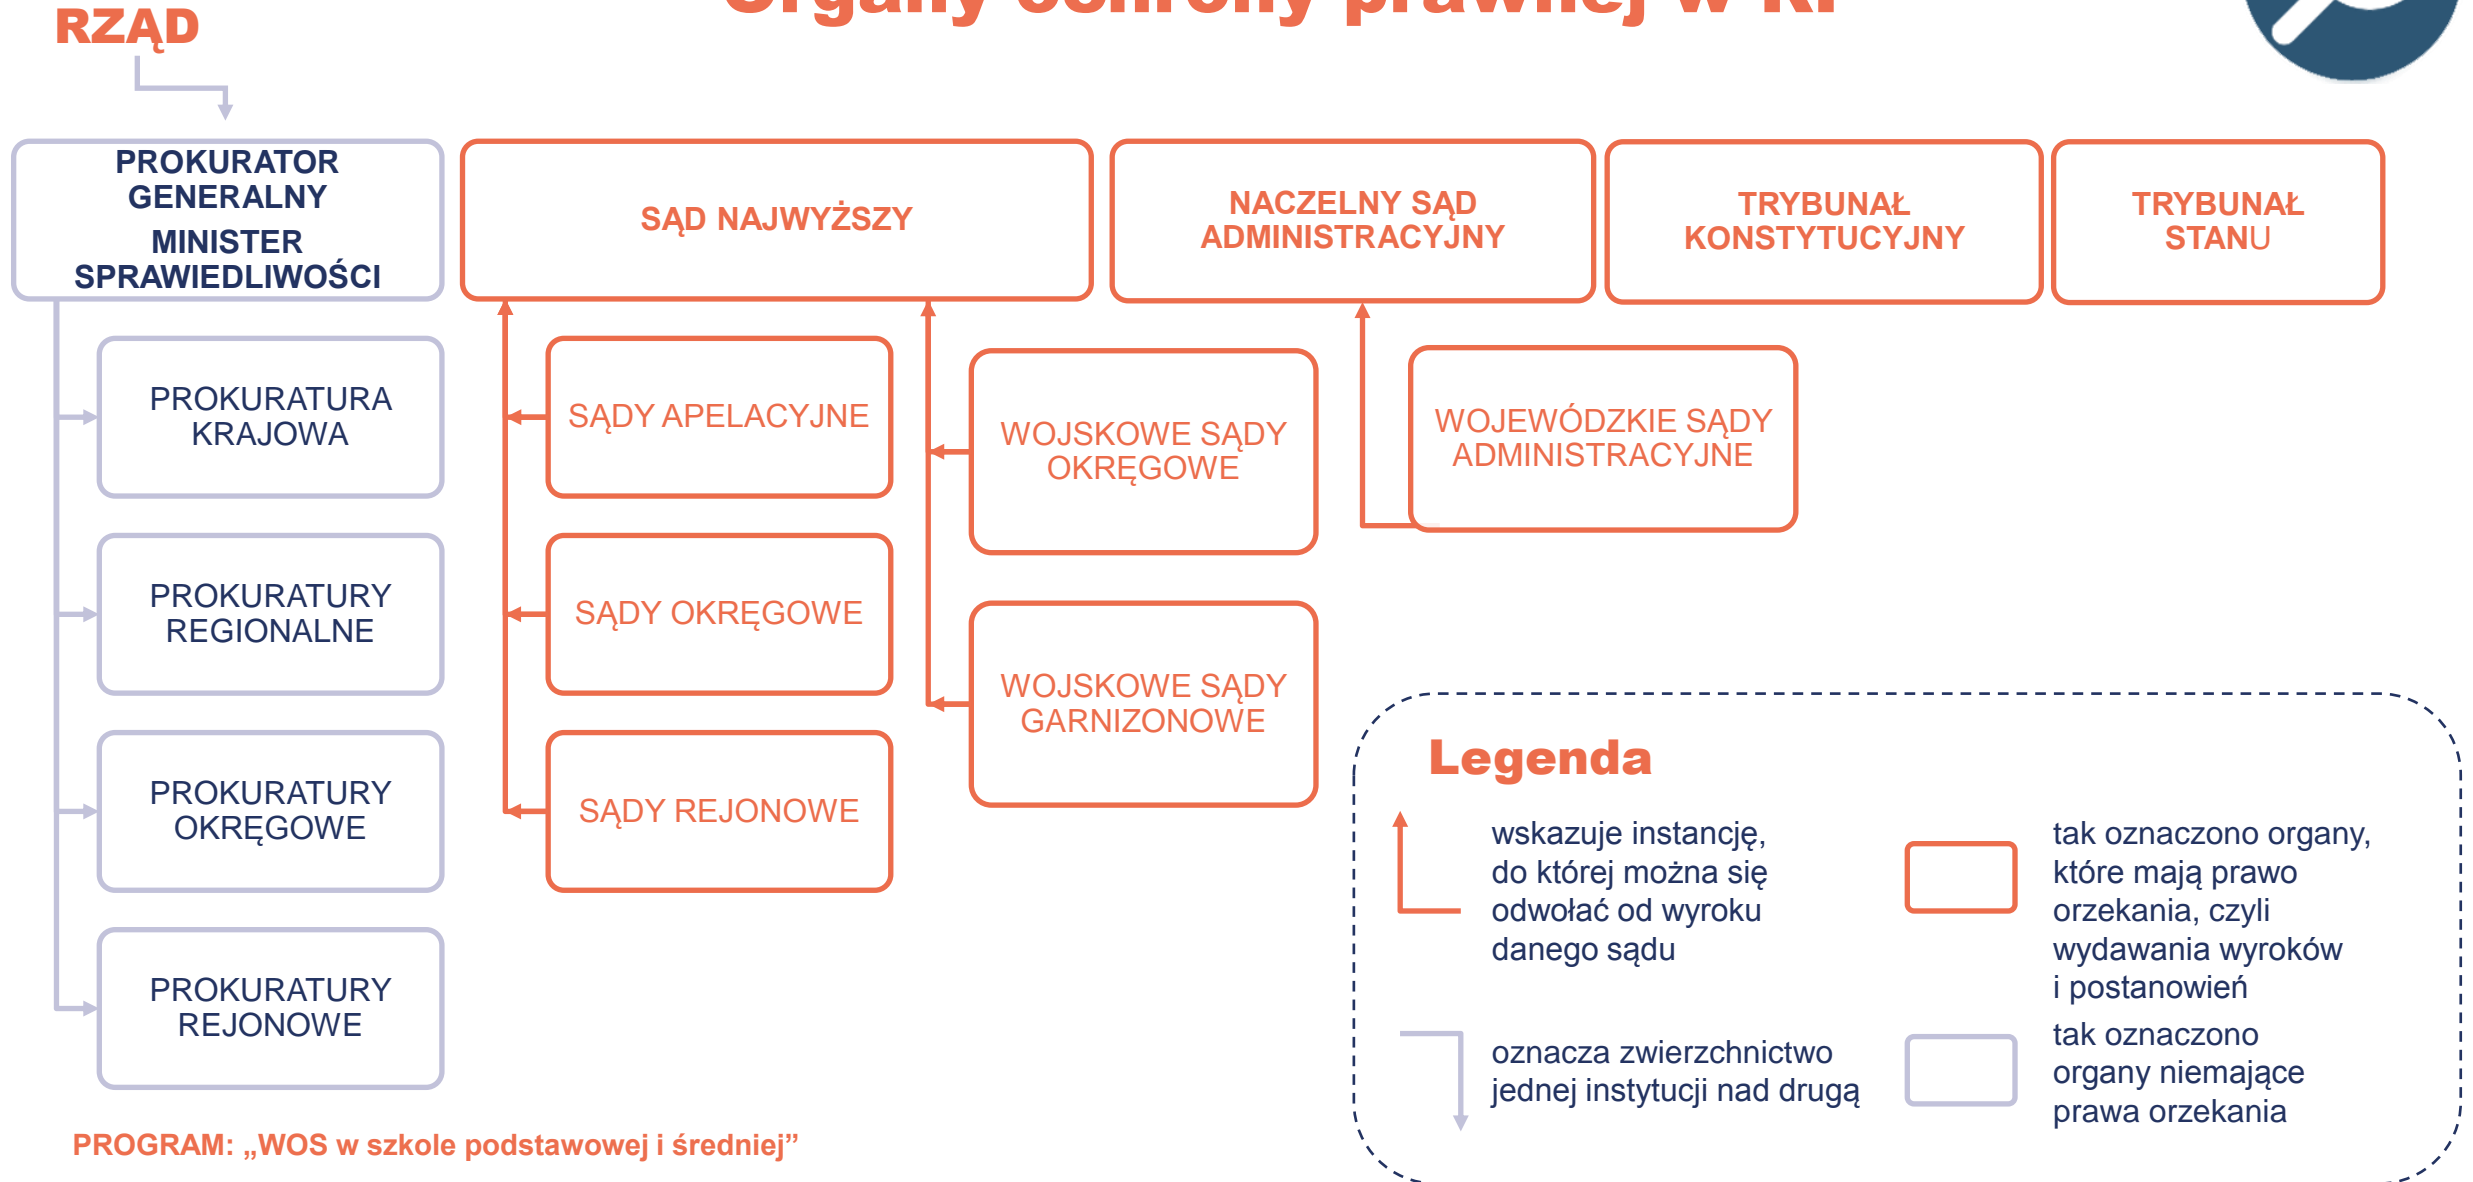 Organy ochrony prawnej w RP
RZĄD
PROKURATOR
GENERALNY
MINISTER
SPRAWIEDLIWOŚCI
SĄD NAJWYŻSZY
NACZELNY SĄD
ADMINISTRACYJNY
TRYBUNAŁ
KONSTYTUCYJNY
TRYBUNAŁ
STANU
PROKURATURA
KRAJOWA
PROKURATURY
REGIONALNE
PROKURATURY
OKRĘGOWE
PROKURATURY
REJONOWE
SĄDY APELACYJNE
SĄDY OKRĘGOWE
SĄDY REJONOWE
WOJSKOWE SĄDY
OKRĘGOWE
WOJSKOWE SĄDY
GARNIZONOWE
WOJEWÓDZKIE SĄDY
ADMINISTRACYJNE
Legenda
wskazuje instancję,
do której można się
odwołać od wyroku
danego sądu
oznacza zwierzchnictwo
jednej instytucji nad drugą
tak oznaczono organy,
które mają prawo
orzekania, czyli
wydawania wyroków
i postanowień
tak oznaczono
organy niemające
prawa orzekania
PROGRAM: „WOS w szkole podstawowej i średniej”